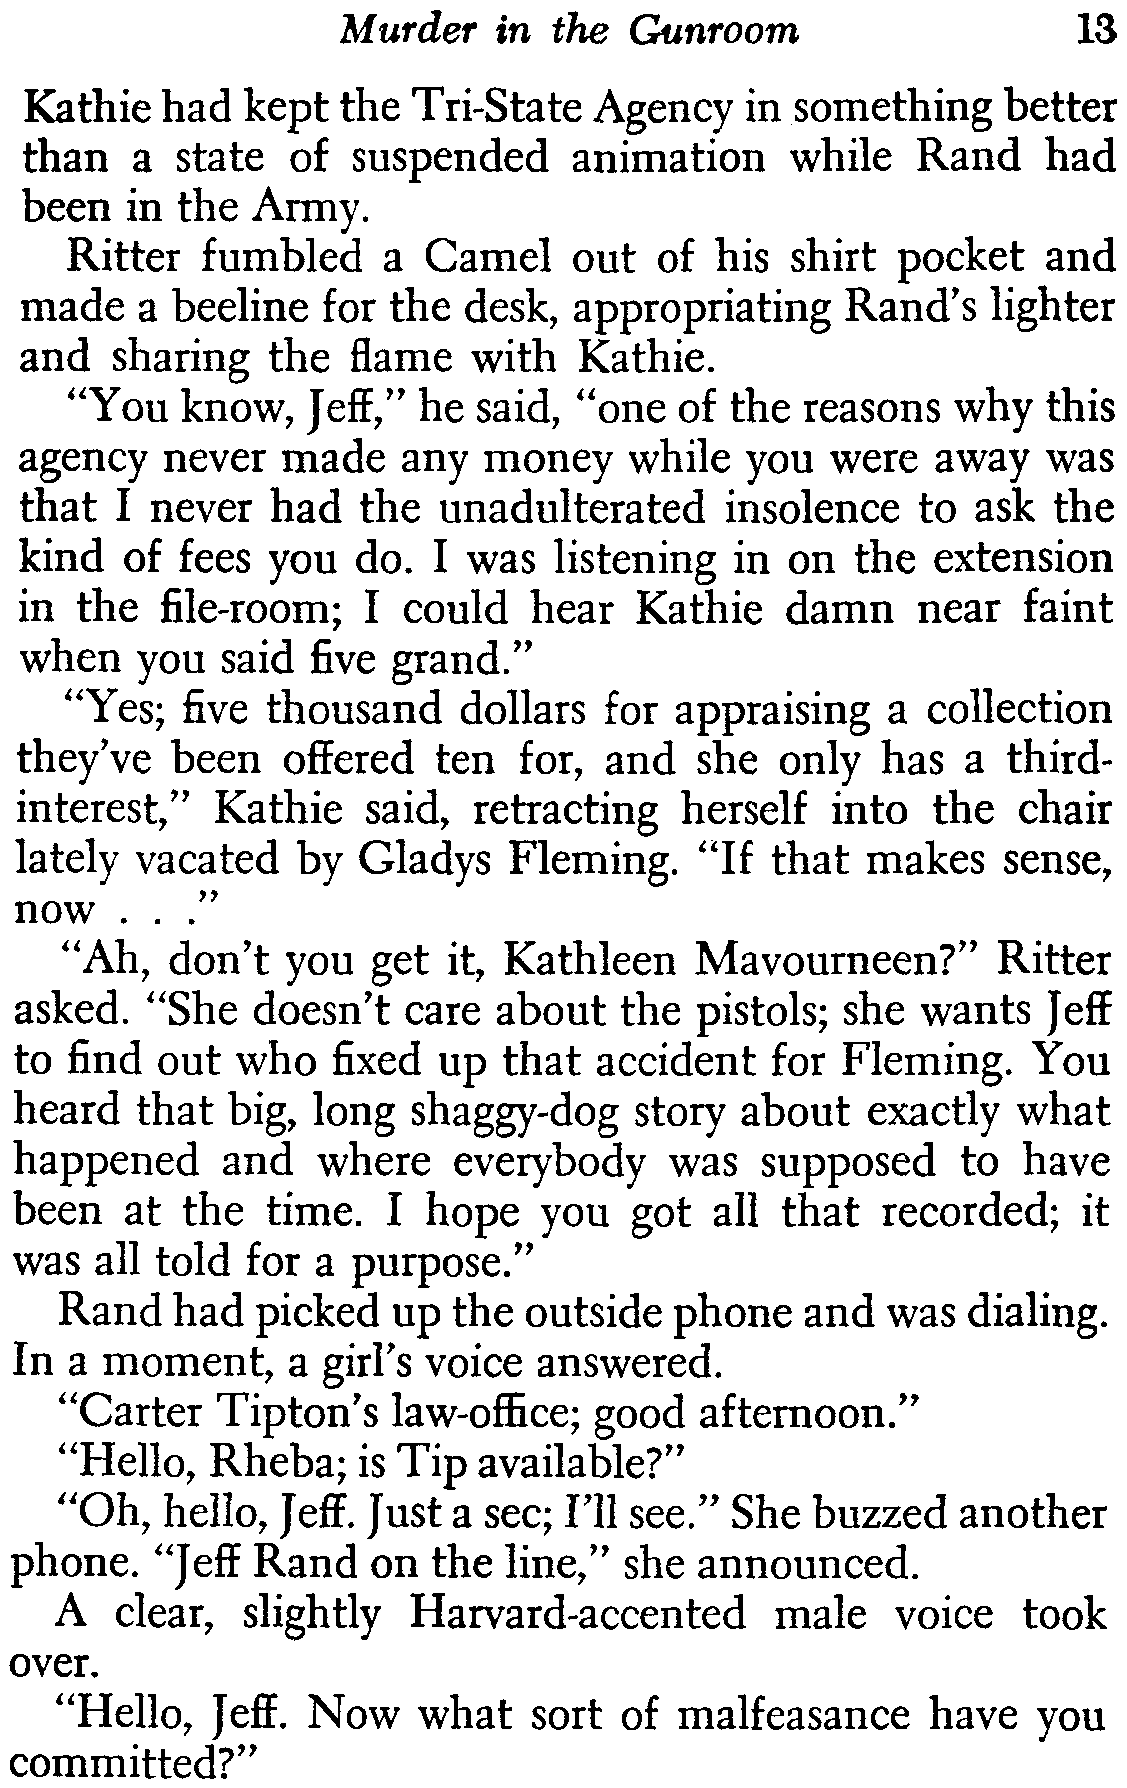 Murder in the Gunroom 13
Kathie had kept the Tri-State Agency in something better
than a state of suspended animation while Rand had
been in the Army.
Ritter fumbled a Camel out of his shirt pocket and
made a beeline for the desk, appropriating Rand's lighter
and sharing the flame with Kathie.
“You know, Jeff,” he said, “one of the reasons why this
agency never made any money while you were away was
that I never had the unadulterated insolence to ask the
kind of fees you do. I was listening in on the extension
in the file-room; I could hear Kathie damn near faint
when you said five grand.”
“Yes; five thousand dollars for appraising a collection
they've been offered ten for, and she only has a third-
interest,” Kathie said, retracting herself into the chair
lately vacated by Gladys Fleming. “If that makes sense,
now . . .”
“Ah, don't you get it, Kathleen Mavourneen?” Ritter
asked. “She doesn't care about the pistols; she wants Jeff
to find out who fixed up that accident for Fleming. You
heard that big, long shaggy-dog story about exactly what
happened and where everybody was supposed to have
been at the time. I hope you got all that recorded; it
was all told for a purpose.”
Rand had picked up the outside phone and was dialing.
In a moment, a girl's voice answered.
“Carter Tipton's law-office; good afternoon.”
“Hello, Rheba; is Tip available?”
“Oh, hello, Jeff. Just a sec; I'll see.” She buzzed another
phone. “Jeff Rand on the line,” she announced.
A clear, slightly Harvard-accented male voice took
over.
“Hello, Jeff. Now what sort of malfeasance have you
committed?”